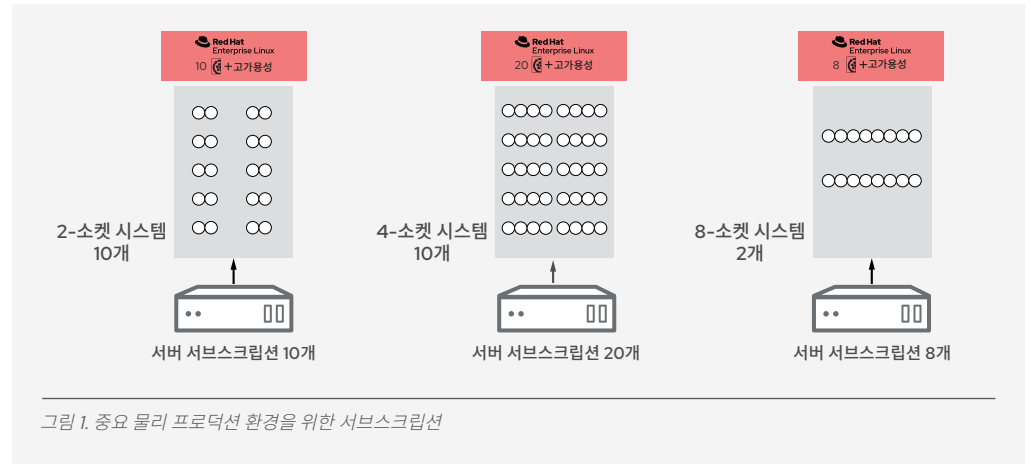 Red Hat
Enterprise Linux
10 +고가용성
2-소켓 시스템
10개
서버 서브스크립션 10개
Red Hat
Enterprise Linux
20 +고가용성
4-소켓 시스템
10개
서버 서브스크립션 20개
Red Hat
Enterprise Linux
8 +고가용성
8-소켓 시스템
2개
서버 서브스크립션 8개
그림 1. 중요 물리 프로덕션 환경을 위한 서브스크립션